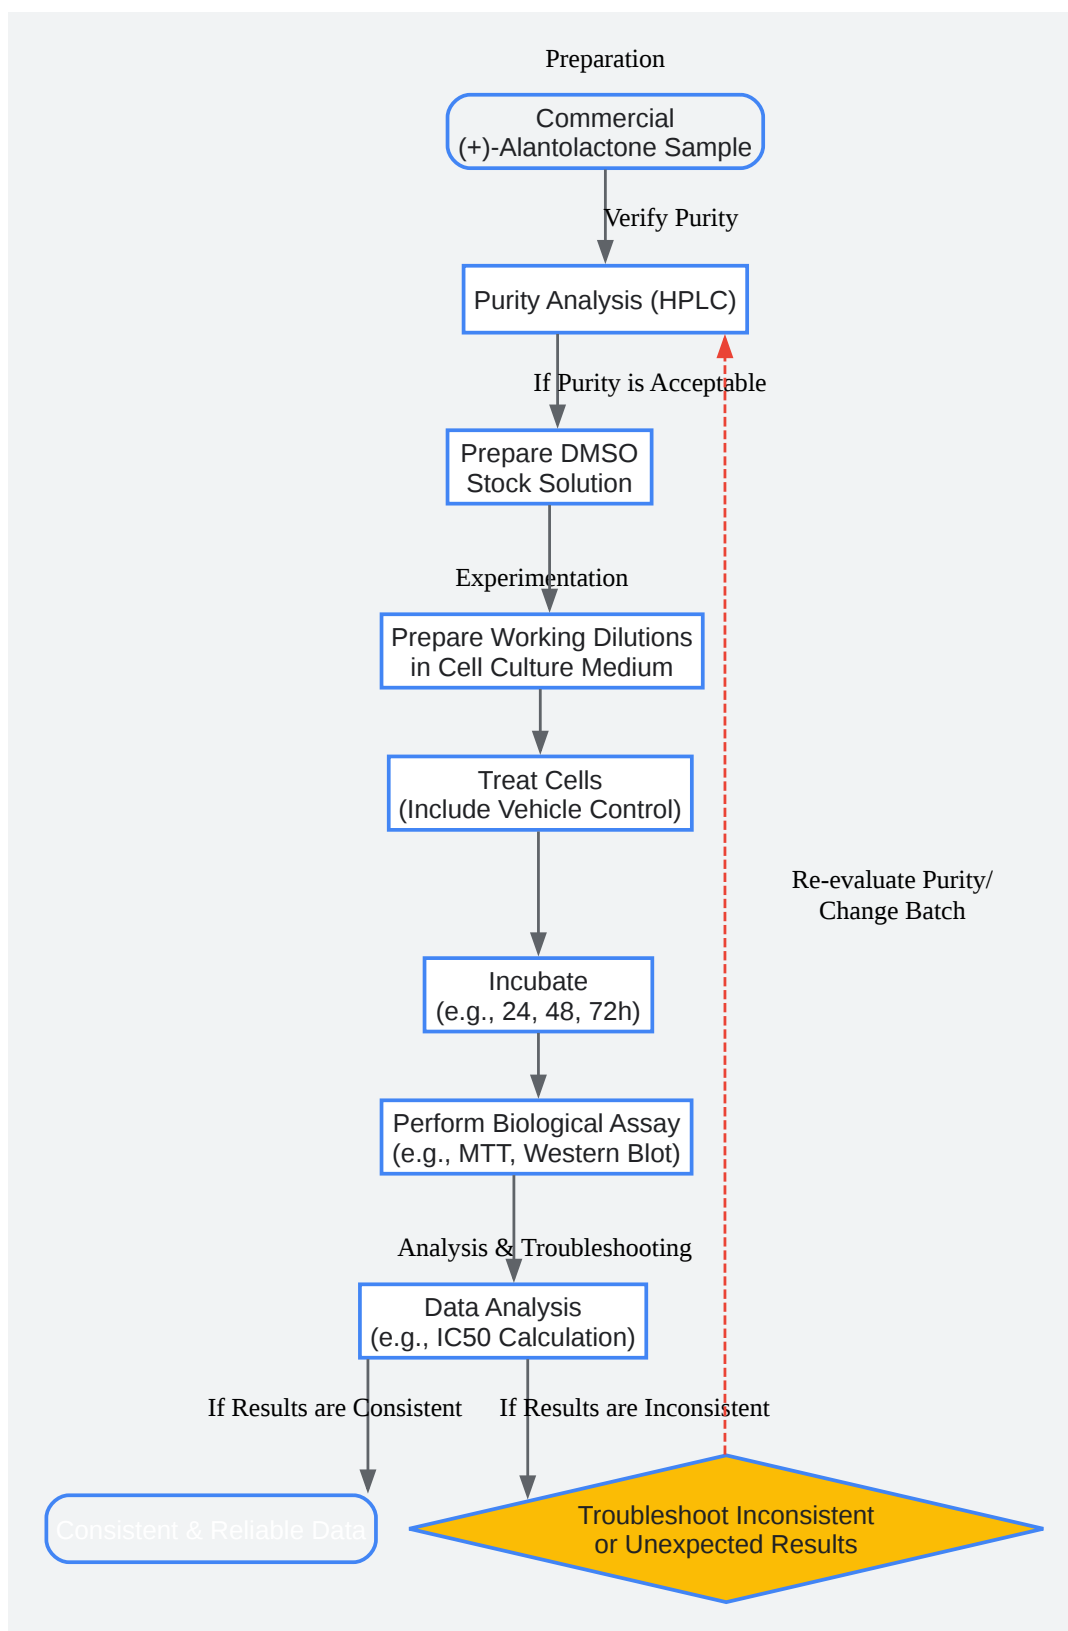 Preparation
Commercial
(+)-Alantolactone Sample
Verify Purity
Purity Analysis (HPLC)
If Purity is Acceptable
Prepare DMSO
Stock Solution
Experimentation
Prepare Working Dilutions
in Cell Culture Medium
Treat Cells
(Include Vehicle Control)
Re-evaluate Purity/
Change Batch
Incubate
(e.g., 24, 48, 72h)
Perform Biological Assay
(e.g., MTT, Western Blot)
Analysis & Troubleshooting
Data Analysis
(e.g., IC50 Calculation)
If Results are Consistent
If Results are Inconsistent
Consistent & Reliable Data
Troubleshoot Inconsistent
or Unexpected Results